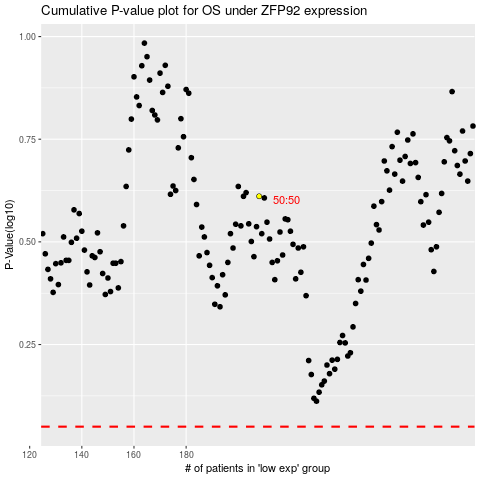 Cumulative P-value plot for OS under ZFP92 expression
1.00
0.75
0.50
0.25
P-Value(log10)
50:50
120 140 160 180
# of patients in 'low exp' group